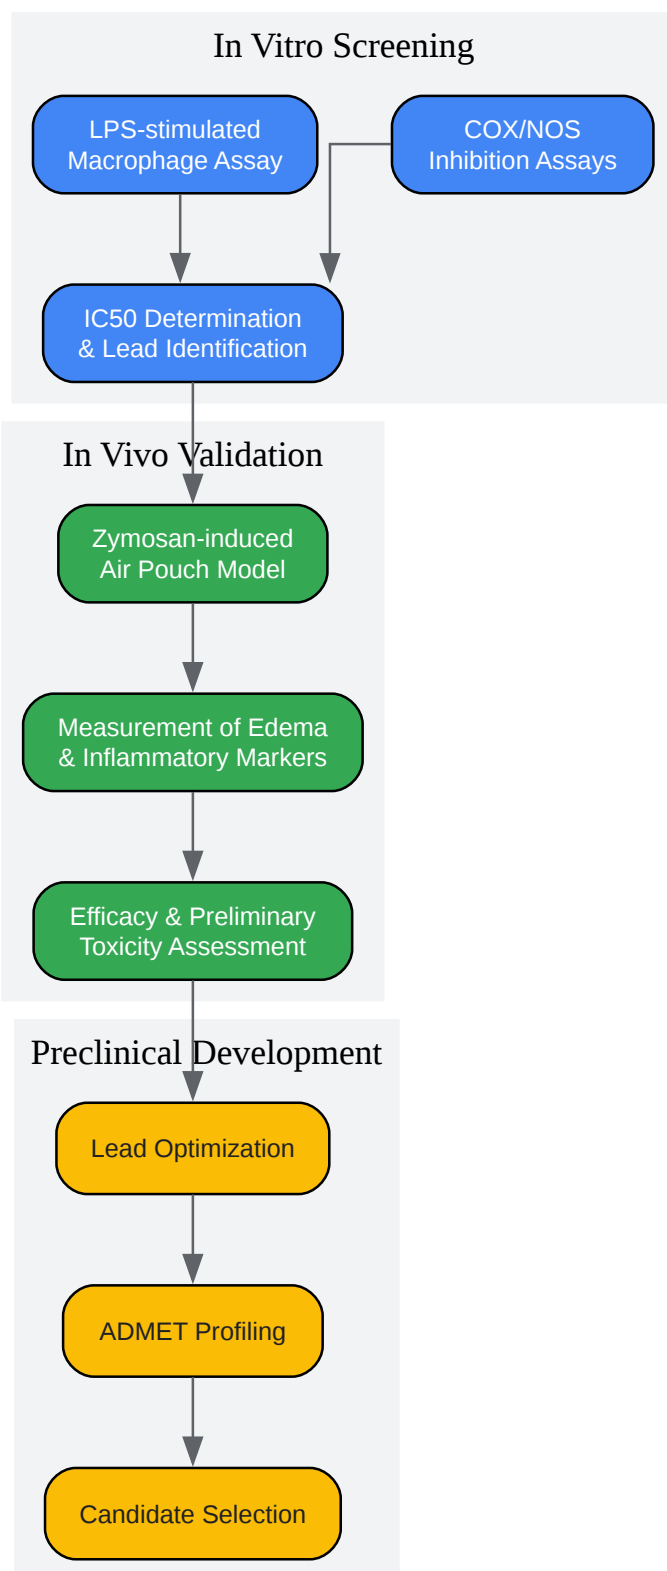 In Vitro Screening
LPS-stimulated
Macrophage Assay
COX/NOS
Inhibition Assays
IC50 Determination
& Lead Identification
In Vivo Validation
Zymosan-induced
Air Pouch Model
Measurement of Edema
& Inflammatory Markers
Efficacy & Preliminary
Toxicity Assessment
Preclinical Development
Lead Optimization
ADMET Profiling
Candidate Selection